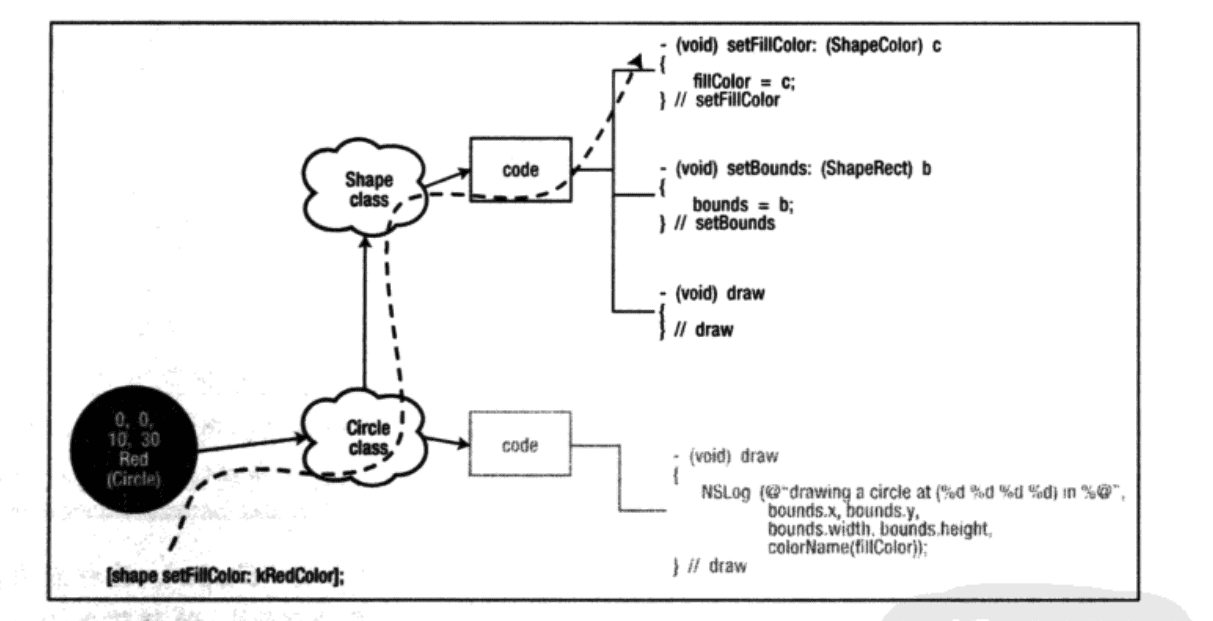 - (void) setFillColor: (ShapeColor) c
{
fillColor = c;
} // setFillColor
Shape
class
code
- (void) setBounds: (ShapeRect) b
{
bounds = b;
} // setBounds
- (void) draw
{
} // draw
0, 0,
10, 30
Red
(Circle)
Circle
class
code
- (void) draw
{
NSLog (@"drawing a circle at (%d %d %d %d) in %@",
bounds.x, bounds.y,
bounds.width, bounds.height,
colorName(fillColor));
} // draw
[shape setFillColor: kRedColor];